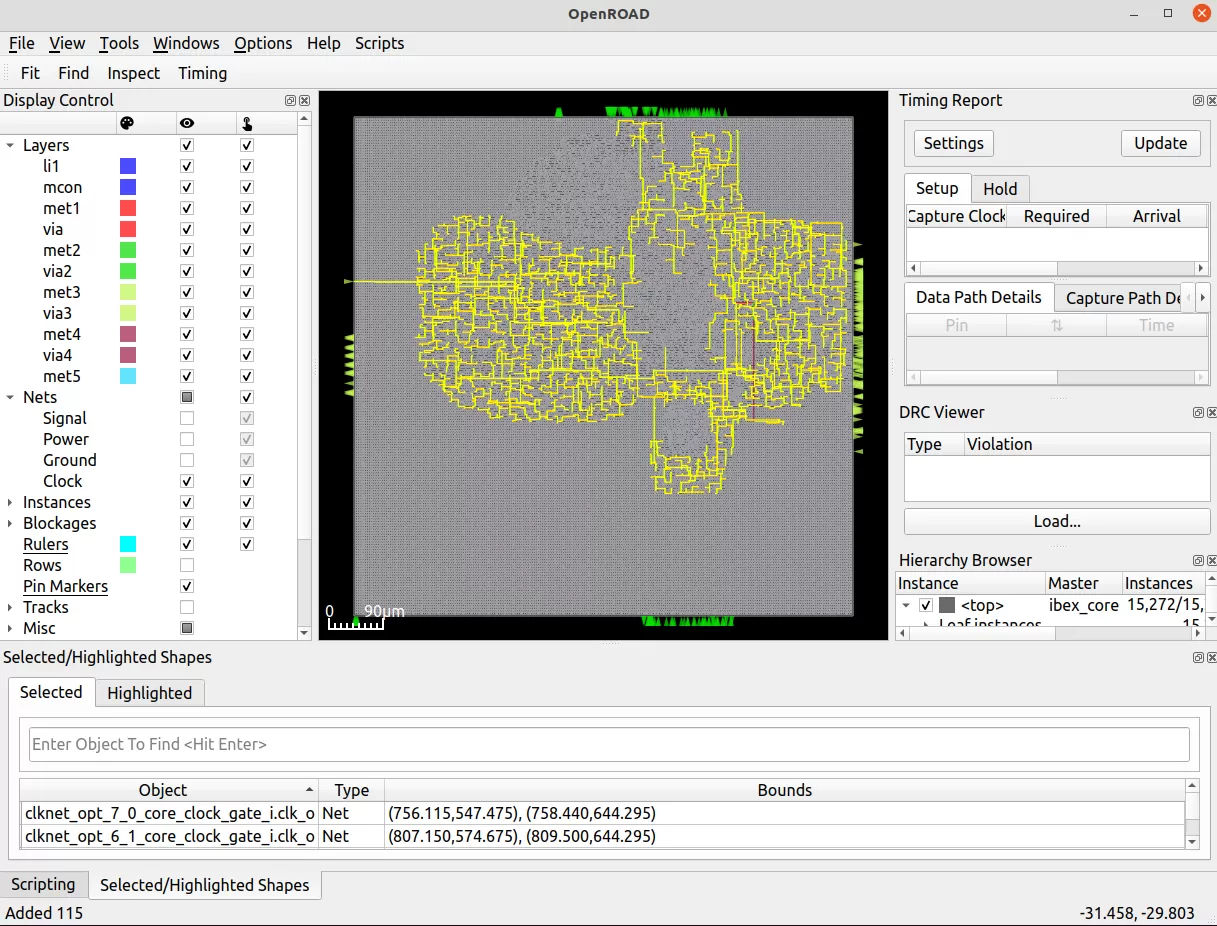 OpenROAD
File View Tools Windows Options Help Scripts
Fit Find Inspect Timing
Display Control
Layers
li1
mcon
met1
via
met2
via2
met3
via3
met4
via4
met5
Nets
Signal
Power
Ground
Clock
Instances
Blockages
Rulers
Rows
Pin Markers
Tracks
Misc
0 90μm
Timing Report
Settings Update
Setup Hold
Capture Clock Required Arrival
Data Path Details Capture Path De
Pin Time
DRC Viewer
Type Violation
Load...
Hierarchy Browser
Instance Master Instances
<top> ibex_core 15,272/15,
Leaf instances 15
Selected/Highlighted Shapes
Selected Highlighted
Enter Object To Find <Hit Enter>
Object Type Bounds
clknet_opt_7_0_core_clock_gate_i.clk_o Net (756.115,547.475), (758.440,644.295)
clknet_opt_6_1_core_clock_gate_i.clk_o Net (807.150,574.675), (809.500,644.295)
Scripting Selected/Highlighted Shapes
Added 115 -31.458, -29.803